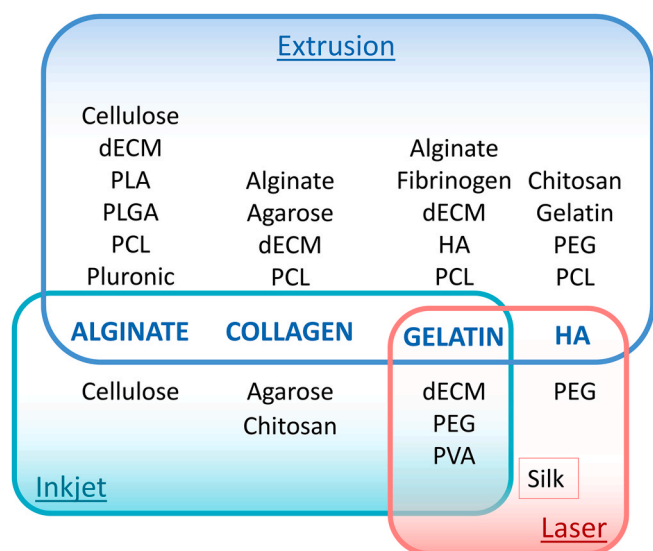 Extrusion
Cellulose
dECM
PLA
PLGA
PCL
Pluronic
Alginate
Agarose
dECM
PCL
Alginate
Fibrinogen
dECM
HA
PCL
Chitosan
Gelatin
PEG
PCL
ALGINATE COLLAGEN GELATIN HA
Cellulose
Agarose
Chitosan
dECM
PEG
PVA
PEG
Silk
Inkjet
Laser